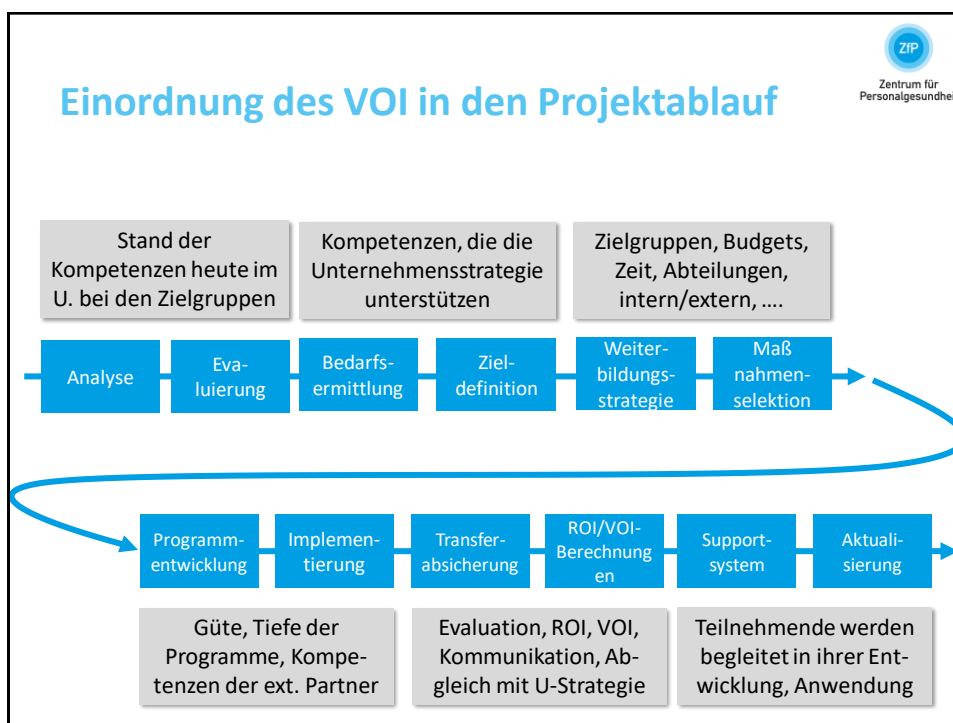 ZfP
Zentrum für
Personalgesundhei
Einordnung des VOI in den Projektablauf
Stand der
Kompetenzen heute im
U. bei den Zielgruppen
Kompetenzen, die die
Unternehmensstrategie
unterstützen
Zielgruppen, Budgets,
Zeit, Abteilungen,
intern/extern, ....
Analyse
Eva-
luierung
Bedarfs-
ermittlung
Ziel-
definition
Weiter-
bildungs-
strategie
Maß
nahmen-
selektion
Programm-
entwicklung
Implemen-
tierung
Transfer-
absicherung
ROI/VOI-
Berechnung
en
Support-
system
Aktuali-
sierung
Güte, Tiefe der
Programme, Kompe-
tenzen der ext. Partner
Evaluation, ROI, VOI,
Kommunikation, Ab-
gleich mit U-Strategie
Teilnehmende werden
begleitet in ihrer Ent-
wicklung, Anwendung